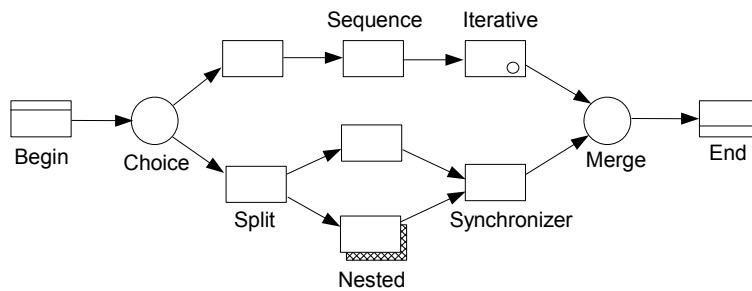 Sequence
Iterative
Begin
Choice
Merge
End
Split
Synchronizer
Nested